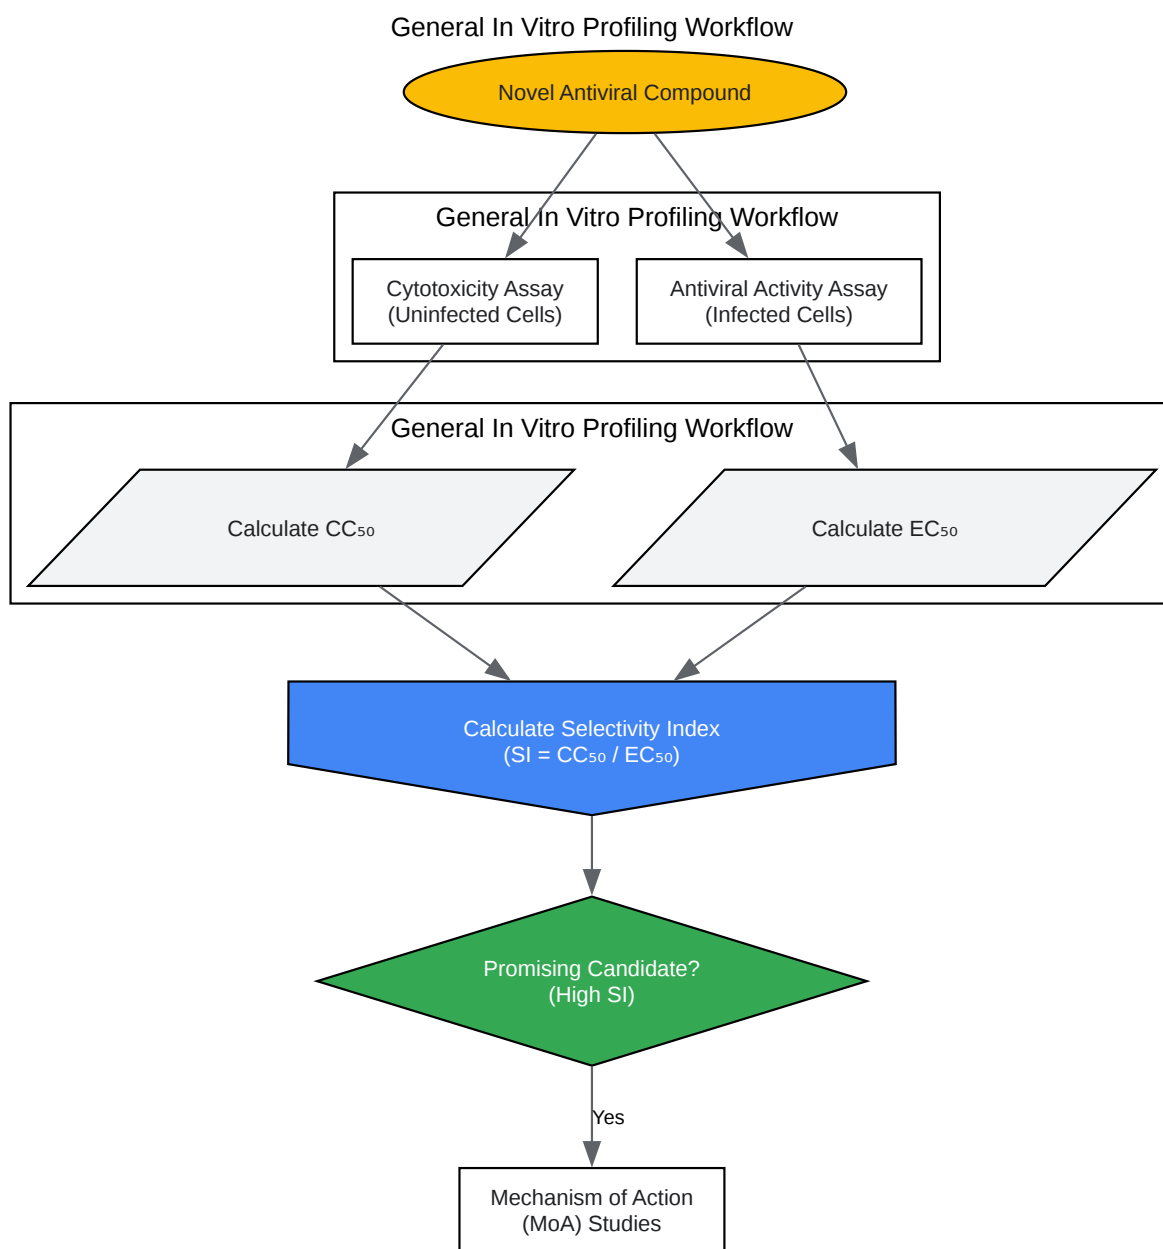 General In Vitro Profiling Workflow
Novel Antiviral Compound
General In Vitro Profiling Workflow
Cytotoxicity Assay
(Uninfected Cells)
Antiviral Activity Assay
(Infected Cells)
General In Vitro Profiling Workflow
Calculate CC₅₀
Calculate EC₅₀
Calculate Selectivity Index
(SI = CC₅₀ / EC₅₀)
Promising Candidate?
(High SI)
Yes
Mechanism of Action
(MoA) Studies